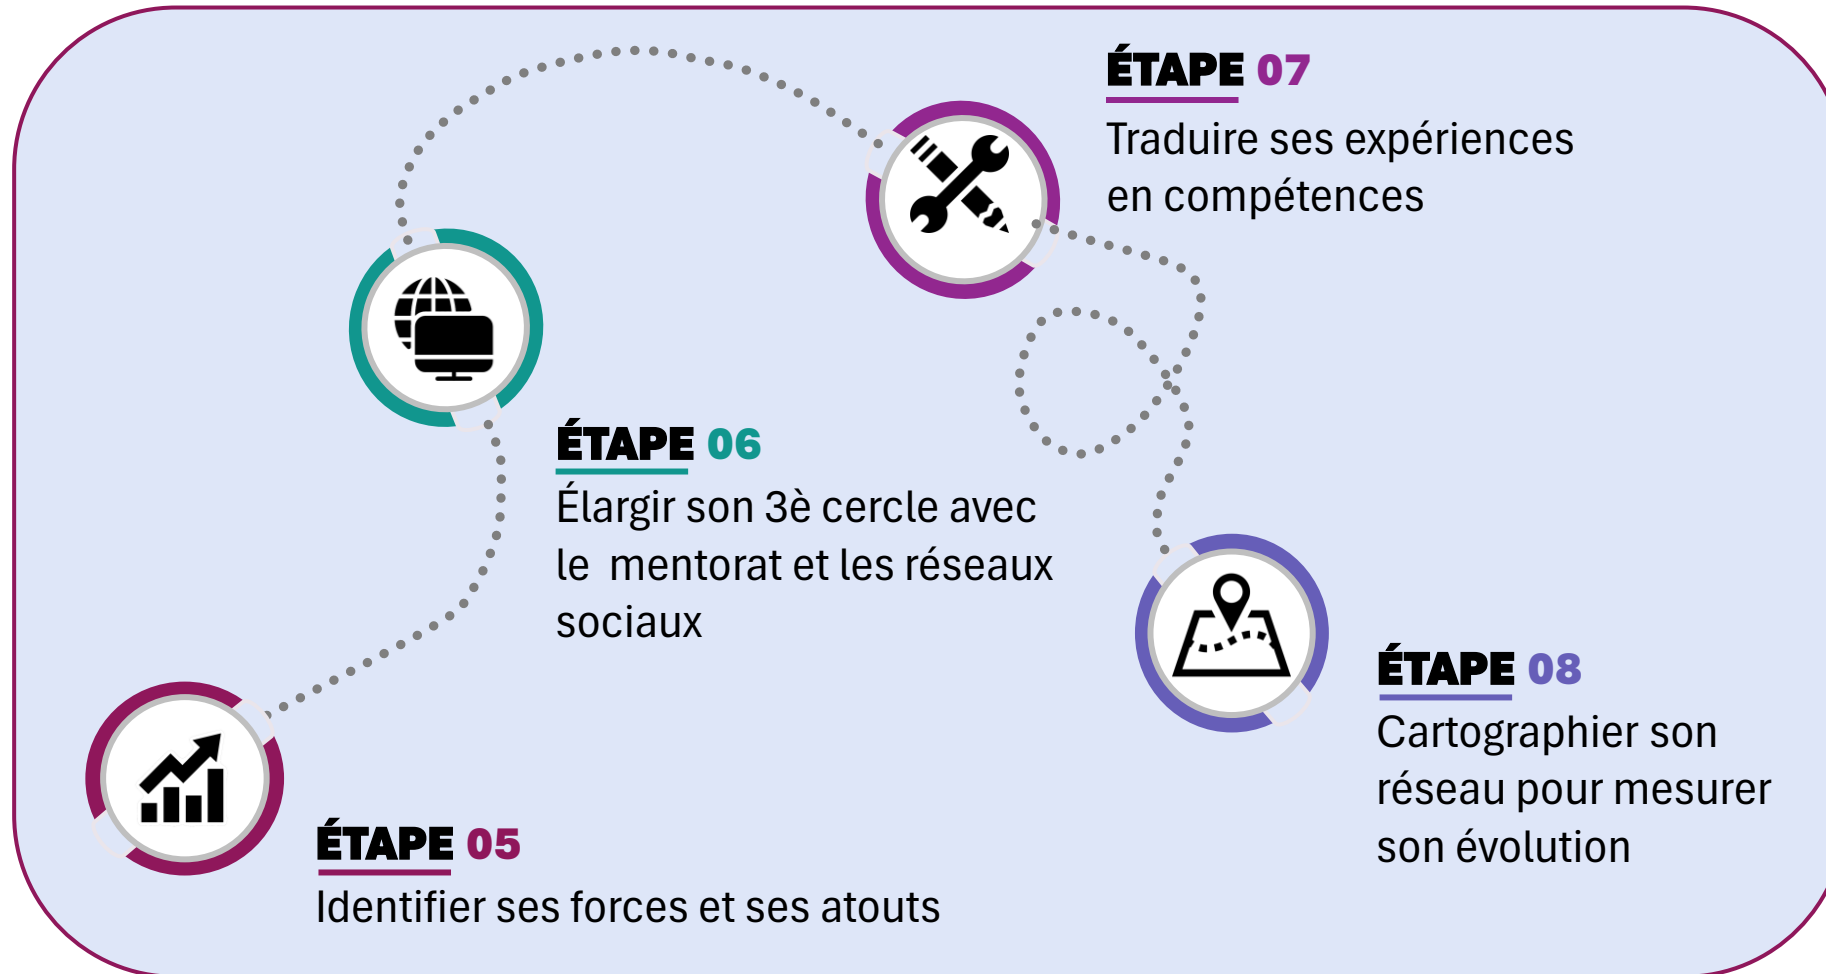 ÉTAPE 05
Identifier ses forces et ses atouts
ÉTAPE 06
Élargir son 3è cercle avec
le  mentorat et les réseaux
sociaux
ÉTAPE 07
Traduire ses expériences
en compétences
ÉTAPE 08
Cartographier son
réseau pour mesurer
son évolution